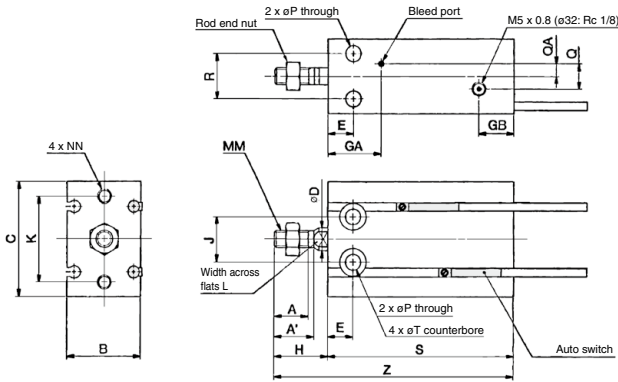 2 x øP through
Bleed port
Rod end nut
M5 x 0.8 (ø32: Rc 1/8)
QA
Q
R
E
GA
GB
4 x NN
MM
øD
C
K
J
Width across
flats L
A
A'
E
2 x øP through
4 x øT counterbore
Auto switch
B
H
S
Z